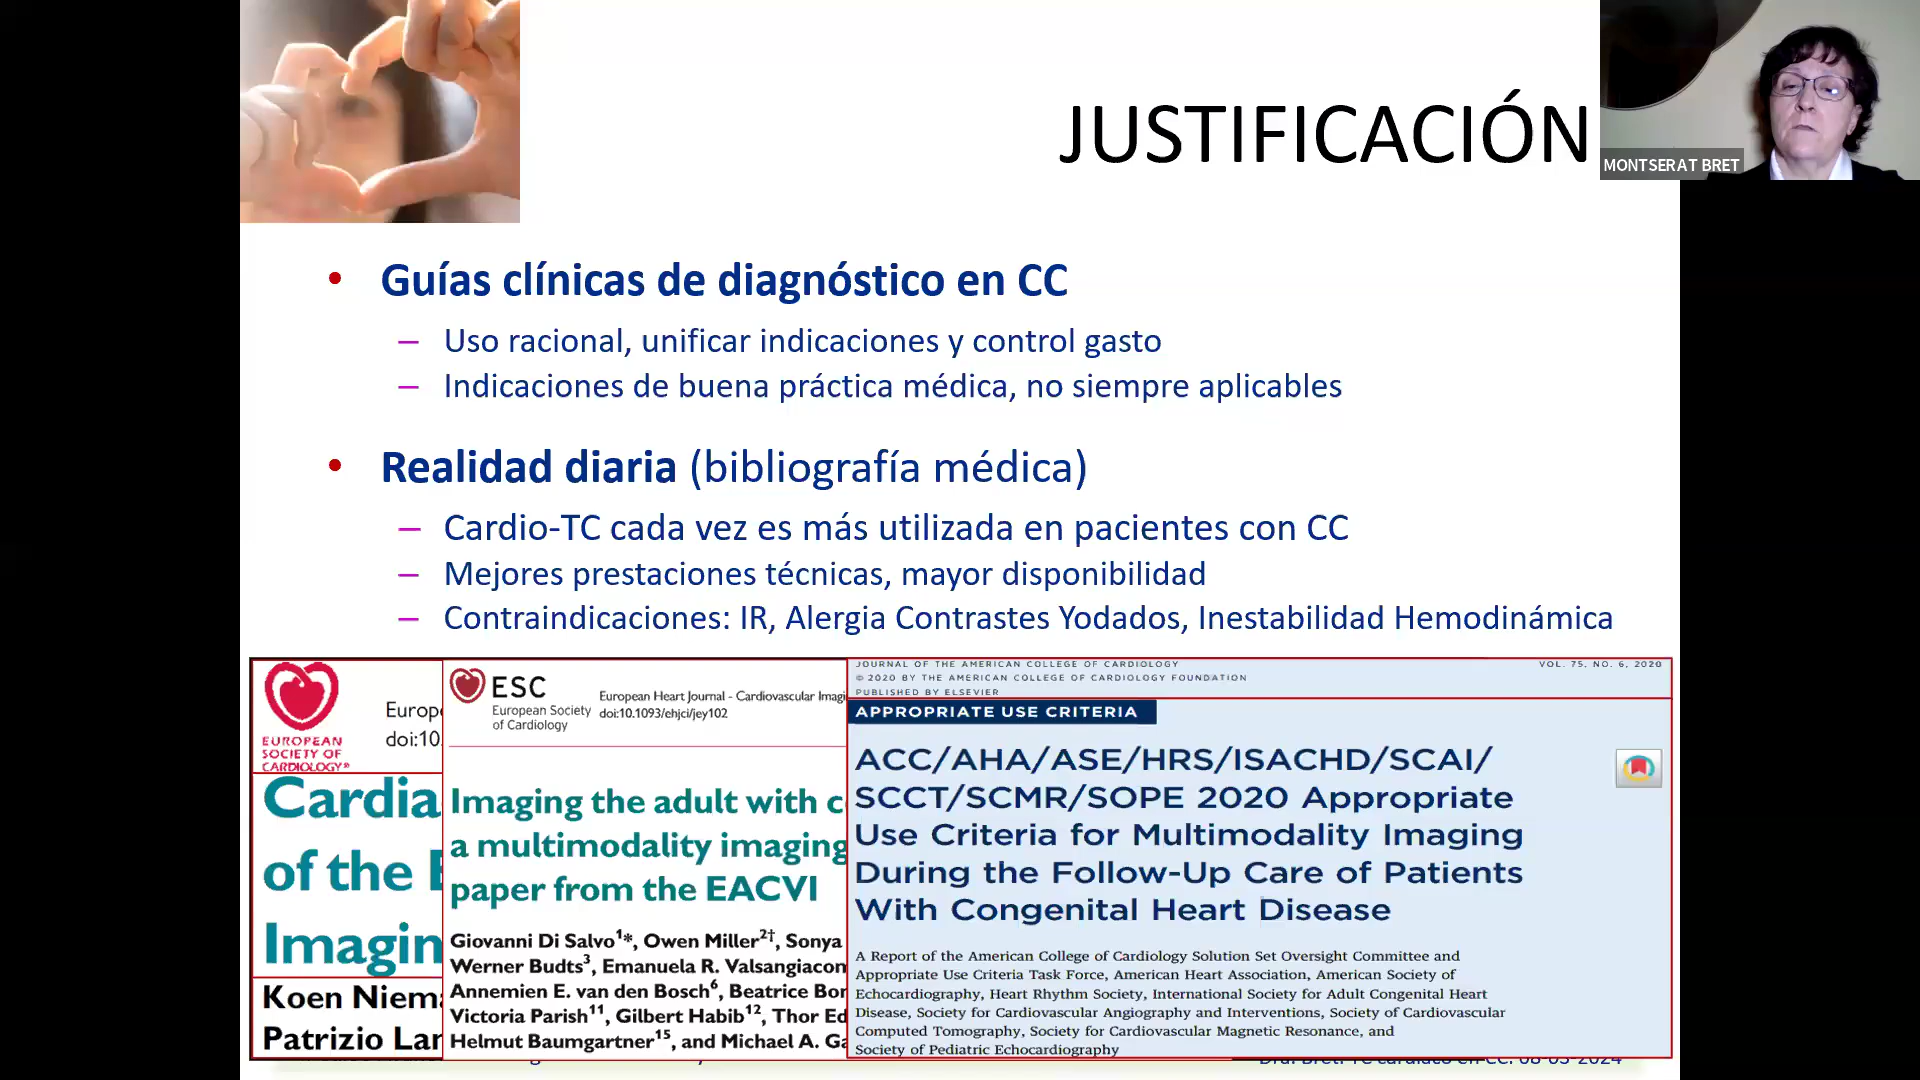 JUSTIFICACIÓN
MONTSERAT BRET
• Guías clínicas de diagnóstico en CC
– Uso racional, unificar indicaciones y control gasto
– Indicaciones de buena práctica médica, no siempre aplicables
• Realidad diaria (bibliografía médica)
– Cardio-TC cada vez es más utilizada en pacientes con CC
– Mejores prestaciones técnicas, mayor disponibilidad
– Contraindicaciones: IR, Alergia Contrastes Yodados, Inestabilidad Hemodinámica
EUROPEAN
SOCIETY OF
CARDIOLOGY®
Europ
doi:10
Cardia
of the
Imagin
Koen Niema
Patrizio Lan
ESC
European Society
of Cardiology
European Heart Journal - Cardiovascular Imagi
doi:10.1093/ehjci/jey102
Imaging the adult with c
a multimodality imaging
paper from the EACVI
Giovanni Di Salvo1*, Owen Miller2†, Sonya
Werner Budts3, Emanuela R. Valsangiacom
Annemien E. van den Bosch6, Beatrice Bon
Victoria Parish11, Gilbert Habib12, Thor Ed
Helmut Baumgartner15, and Michael A. Ga
JOURNAL OF THE AMERICAN COLLEGE OF CARDIOLOGY
VOL. 75, NO. 6, 2020
© 2020 BY THE AMERICAN COLLEGE OF CARDIOLOGY FOUNDATION
PUBLISHED BY ELSEVIER
APPROPRIATE USE CRITERIA
ACC/AHA/ASE/HRS/ISACHD/SCAI/
SCCT/SCMR/SOPE 2020 Appropriate
Use Criteria for Multimodality Imaging
During the Follow-Up Care of Patients
With Congenital Heart Disease
A Report of the American College of Cardiology Solution Set Oversight Committee and
Appropriate Use Criteria Task Force, American Heart Association, American Society of
Echocardiography, Heart Rhythm Society, International Society for Adult Congenital Heart
Disease, Society for Cardiovascular Angiography and Interventions, Society of Cardiovascular
Computed Tomography, Society for Cardiovascular Magnetic Resonance, and
Society of Pediatric Echocardiography
Dra. Bret. TC cardiaco en CC. 08-03-2024